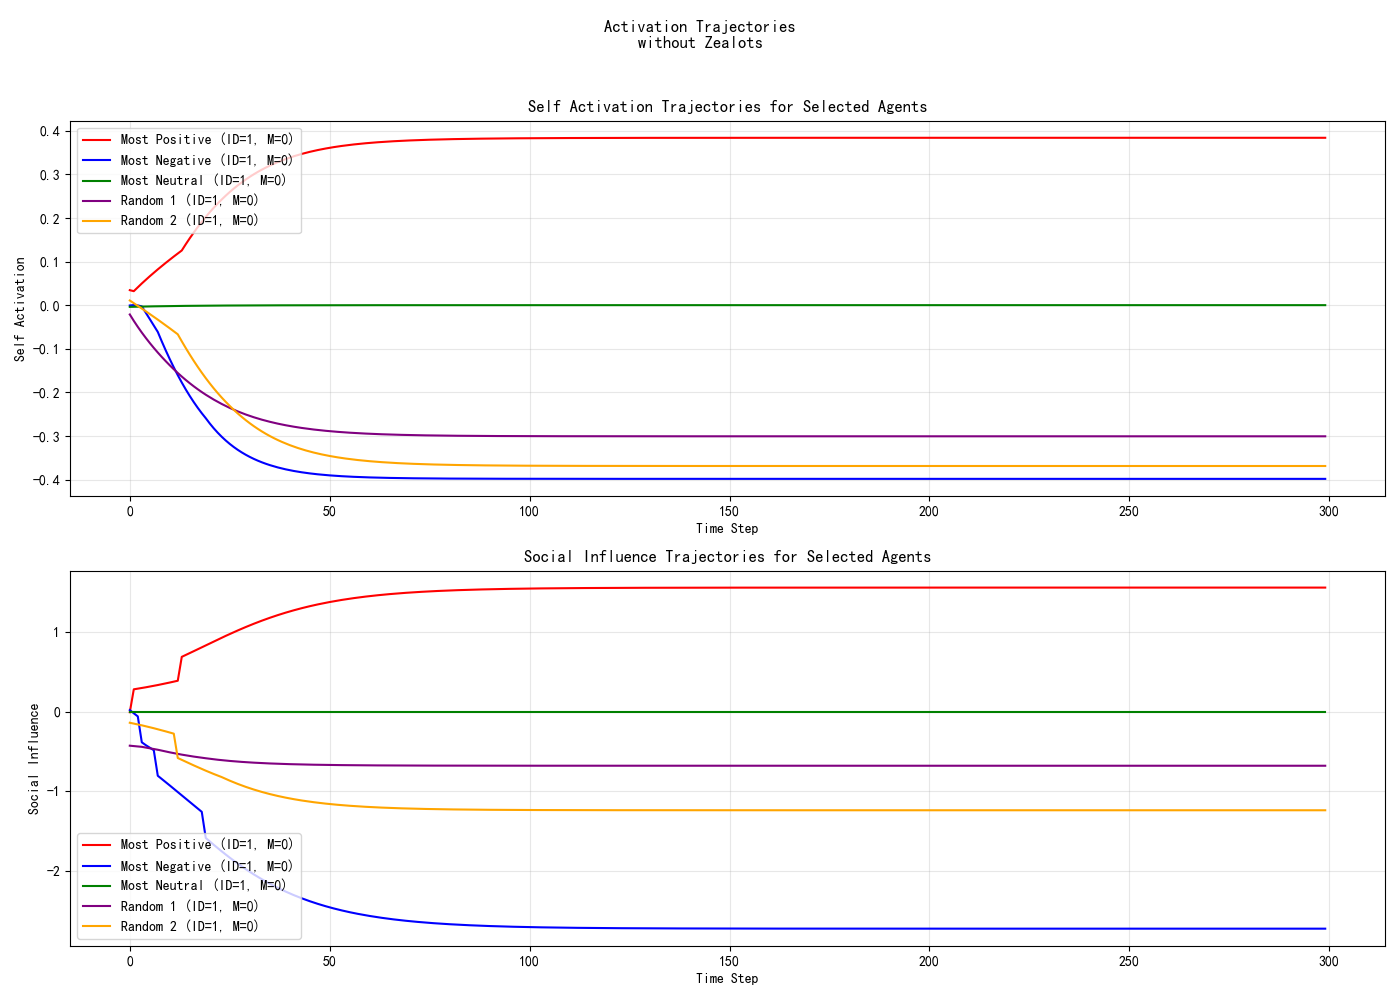 Activation Trajectories
without Zealots
Self Activation Trajectories for Selected Agents
Self Activation
0.4
0.3
0.2
0.1
0.0
−0.1
−0.2
−0.3
−0.4
Most Positive (ID=1, M=0)
Most Negative (ID=1, M=0)
Most Neutral (ID=1, M=0)
Random 1 (ID=1, M=0)
Random 2 (ID=1, M=0)
0 50 100 150 200 250 300
Time Step
Social Influence Trajectories for Selected Agents
Social Influence
1
0
−1
−2
Most Positive (ID=1, M=0)
Most Negative (ID=1, M=0)
Most Neutral (ID=1, M=0)
Random 1 (ID=1, M=0)
Random 2 (ID=1, M=0)
0 50 100 150 200 250 300
Time Step